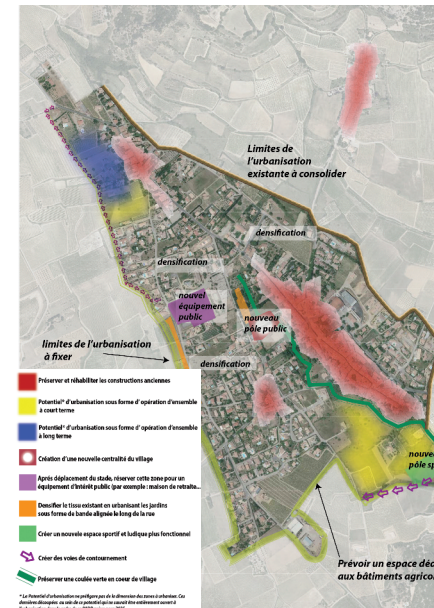 Limites de
l'urbanisation
existante à consolider
densification
densification
nouvel
équipement
public
nouveau
pôle public
limites de l'urbanisation
à fixer
densification
Préserver et réhabiliter les constructions anciennes
Potentiel* d'urbanisation sous forme d'opération d'ensemble
à court terme
Potentiel* d'urbanisation sous forme d'opération d'ensemble
à long terme
Création d'une nouvelle centralité du village
Après déplacement du stade, réserver cette zone pour un
équipement d'intérêt public (par exemple : maison de retraite...
Densifier le tissu existant en urbanisant les jardins
sous forme de bande alignée le long de la rue
Créer un nouvel espace sportif et ludique plus fonctionnel
Créer des voies de contournement
Préserver une coulée verte en coeur de village
pôle
Prévoir un espace
aux bâtiments
* Le Potentiel d'urbanisation ne préfigure pas de la dimension des zones à urbaniser. Ces